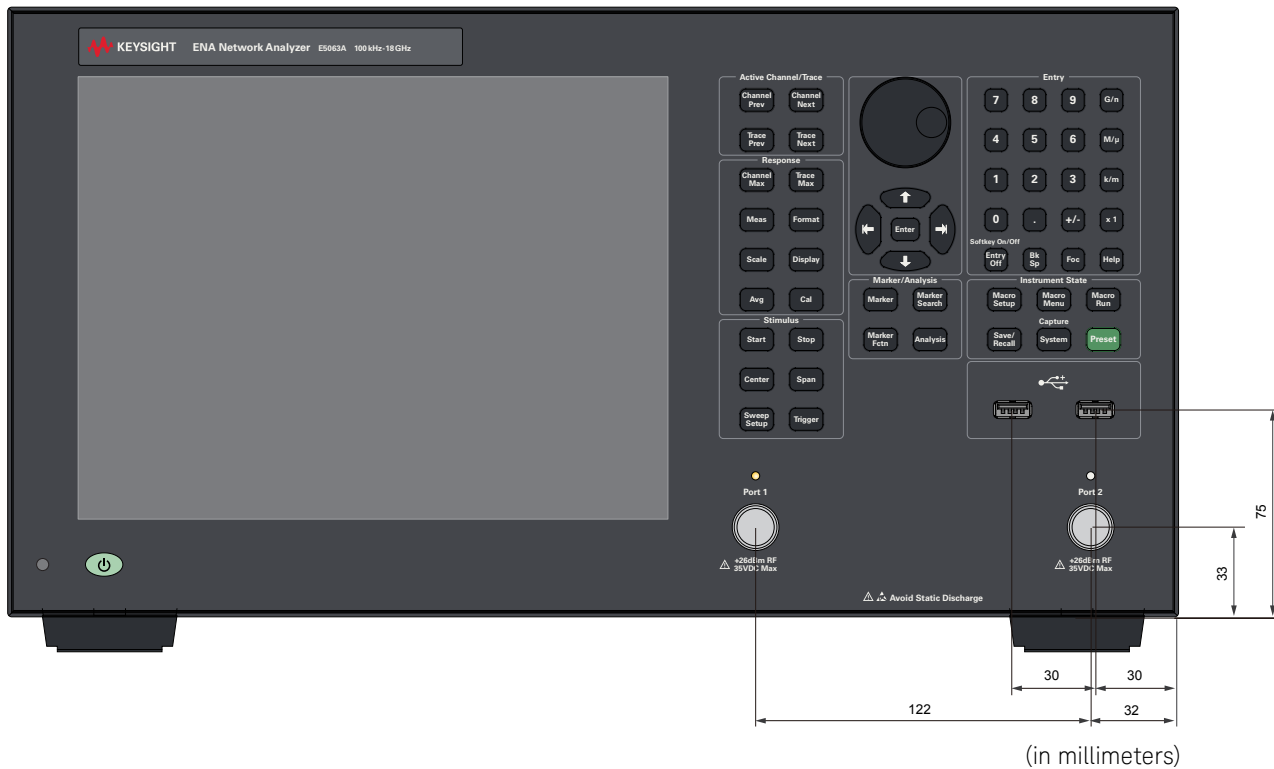 KEYSIGHT ENA Network Analyzer E5063A 100 kHz-18 GHz
Active Channel/Trace
Channel Prev
Channel Next
Trace Prev
Trace Next
Response
Channel Max
Trace Max
Meas
Format
Scale
Display
Avg
Cal
Stimulus
Start
Stop
Center
Span
Sweep Setup
Trigger
Enter
Marker/Analysis
Marker
Marker Search
Marker Fctn
Analysis
Entry
7 8 9 G/n
4 5 6 M/µ
1 2 3 k/m
0 . +/- x 1
Softkey On/Off
Entry Off
Bk Sp
Foc
Help
Instrument State
Macro Setup
Macro Menu
Macro Run
Capture
Save/ Recall
System
Preset
Port 1
+26dBm RF
35VDC Max
Port 2
+26dBm RF
35VDC Max
Avoid Static Discharge
75
33
30
30
122
32
(in millimeters)